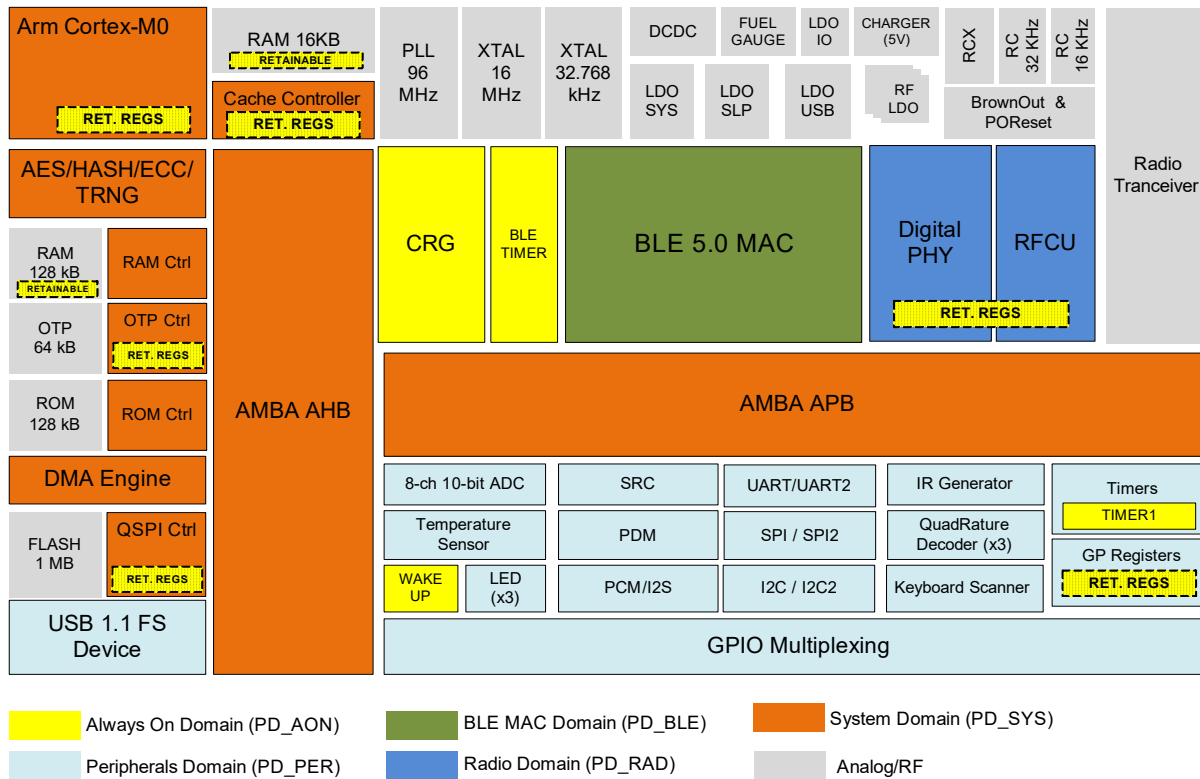 Arm Cortex-M0
RET. REGS
RAM 16KB
RETAINABLE
Cache Controller
RET. REGS
PLL
96
MHz
XTAL
16
MHz
XTAL
32.768
kHz
DCDC
FUEL
GAUGE
LDO
IO
CHARGER
(5V)
LDO
SYS
LDO
SLP
LDO
USB
RF
LDO
RCX
RC
32 KHz
RC
16 KHz
BrownOut &
POReset
Radio
Tranceiver
AES/HASH/ECC/
TRNG
RAM
128 kB
RETAINABLE
RAM Ctrl
OTP
64 kB
OTP Ctrl
RET. REGS
ROM
128 kB
ROM Ctrl
DMA Engine
FLASH
1 MB
QSPI Ctrl
RET. REGS
USB 1.1 FS
Device
AMBA AHB
CRG
BLE
TIMER
BLE 5.0 MAC
Digital
PHY
RFCU
RET. REGS
AMBA APB
8-ch 10-bit ADC
SRC
UART/UART2
IR Generator
Timers
TIMER1
Temperature
Sensor
PDM
SPI / SPI2
QuadRature
Decoder (x3)
GP Registers
RET. REGS
WAKE
UP
LED
(x3)
PCM/I2S
I2C / I2C2
Keyboard Scanner
GPIO Multiplexing
Always On Domain (PD_AON)
BLE MAC Domain (PD_BLE)
System Domain (PD_SYS)
Peripherals Domain (PD_PER)
Radio Domain (PD_RAD)
Analog/RF